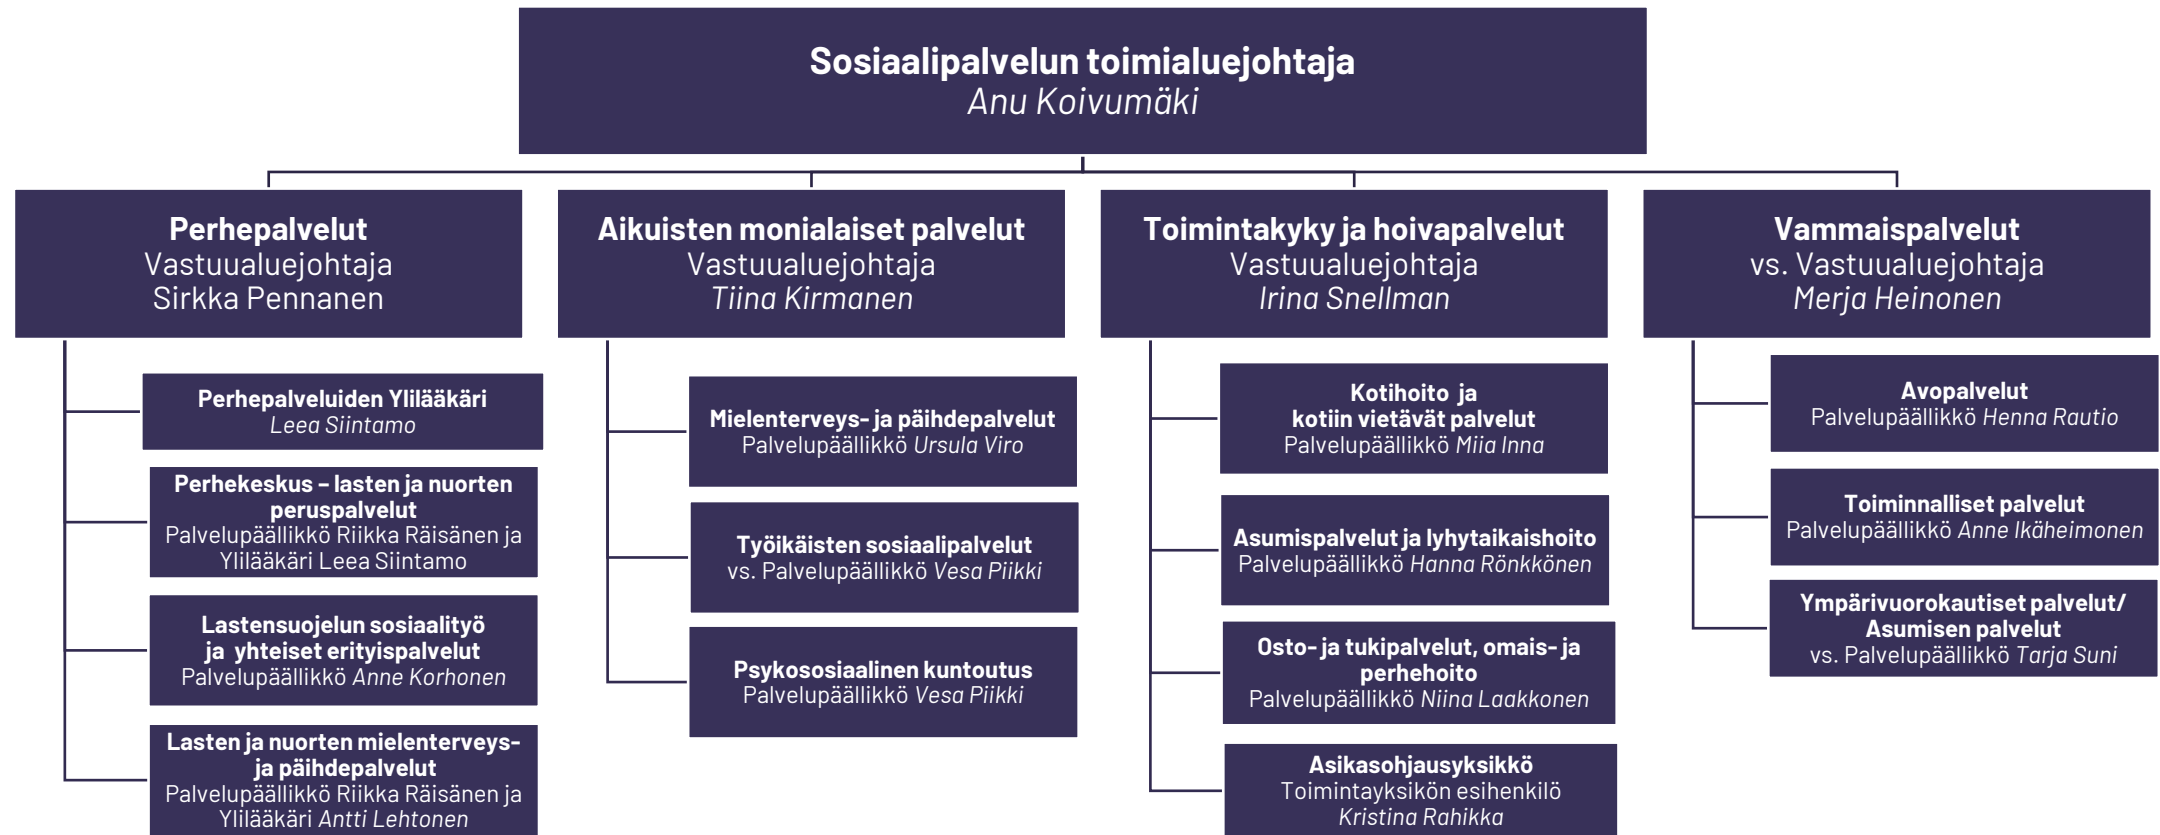 Sosiaalipalvelun toimialuejohtaja
Anu Koivumäki
Perhepalvelut
Vastuualuejohtaja
Sirkka Pennanen
Perhepalveluiden Ylilääkäri
Leea Siintamo
Perhekeskus – lasten ja nuorten
peruspalvelut
Palvelupäällikkö Riikka Räisänen ja
Ylilääkäri Leea Siintamo
Lastensuojelun sosiaalityö
ja yhteiset erityispalvelut
Palvelupäällikkö Anne Korhonen
Lasten ja nuorten mielenterveys-
ja päihdepalvelut
Palvelupäällikkö Riikka Räisänen ja
Ylilääkäri Antti Lehtonen
Aikuisten monialaiset palvelut
Vastuualuejohtaja
Tiina Kirmanen
Mielenterveys- ja päihdepalvelut
Palvelupäällikkö Ursula Viro
Työikäisten sosiaalipalvelut
vs. Palvelupäällikkö Vesa Piikki
Psykososiaalinen kuntoutus
Palvelupäällikkö Vesa Piikki
Toimintakyky ja hoivapalvelut
Vastuualuejohtaja
Irina Snellman
Kotihoito ja
kotiin vietävät palvelut
Palvelupäällikkö Miia Inna
Asumispalvelut ja lyhytaikaishoito
Palvelupäällikkö Hanna Rönkkönen
Osto- ja tukipalvelut, omais- ja
perhehoito
Palvelupäällikkö Niina Laakkonen
Asikasohjausyksikkö
Toimintayksikön esihenkilö
Kristina Rahikka
Vammaispalvelut
vs. Vastuualuejohtaja
Merja Heinonen
Avopalvelut
Palvelupäällikkö Henna Rautio
Toiminnalliset palvelut
Palvelupäällikkö Anne Ikäheimonen
Ympärivuorokautiset palvelut/
Asumisen palvelut
vs. Palvelupäällikkö Tarja Suni